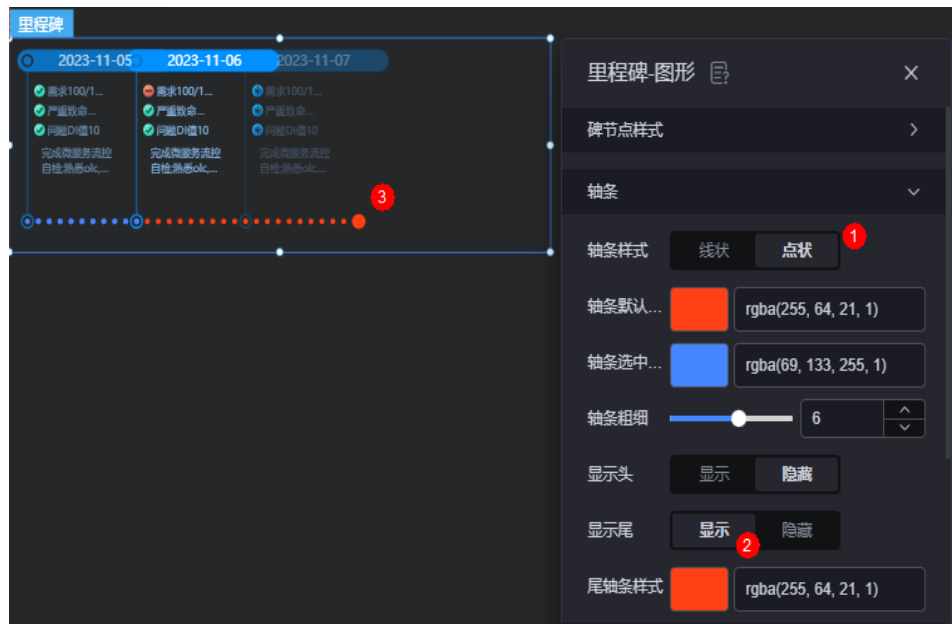 里程碑
2023-11-05
2023-11-06
2023-11-07
需求100/1...
严重致命...
问题DI值10
完成微服务流控
自检,熟悉olc,...
需求100/1...
严重致命...
问题DI值10
完成微服务流控
自检,熟悉olc,...
需求100/1...
严重致命...
问题DI值10
完成微服务流控
自检,熟悉olc,...
3
里程碑-图形
碑节点样式
轴条
轴条样式 线状 点状 1
轴条默认... rgba(255, 64, 21, 1)
轴条选中... rgba(69, 133, 255, 1)
轴条粗细 6
显示头 显示 隐藏
显示尾 显示 隐藏
2
尾轴条样式 rgba(255, 64, 21, 1)